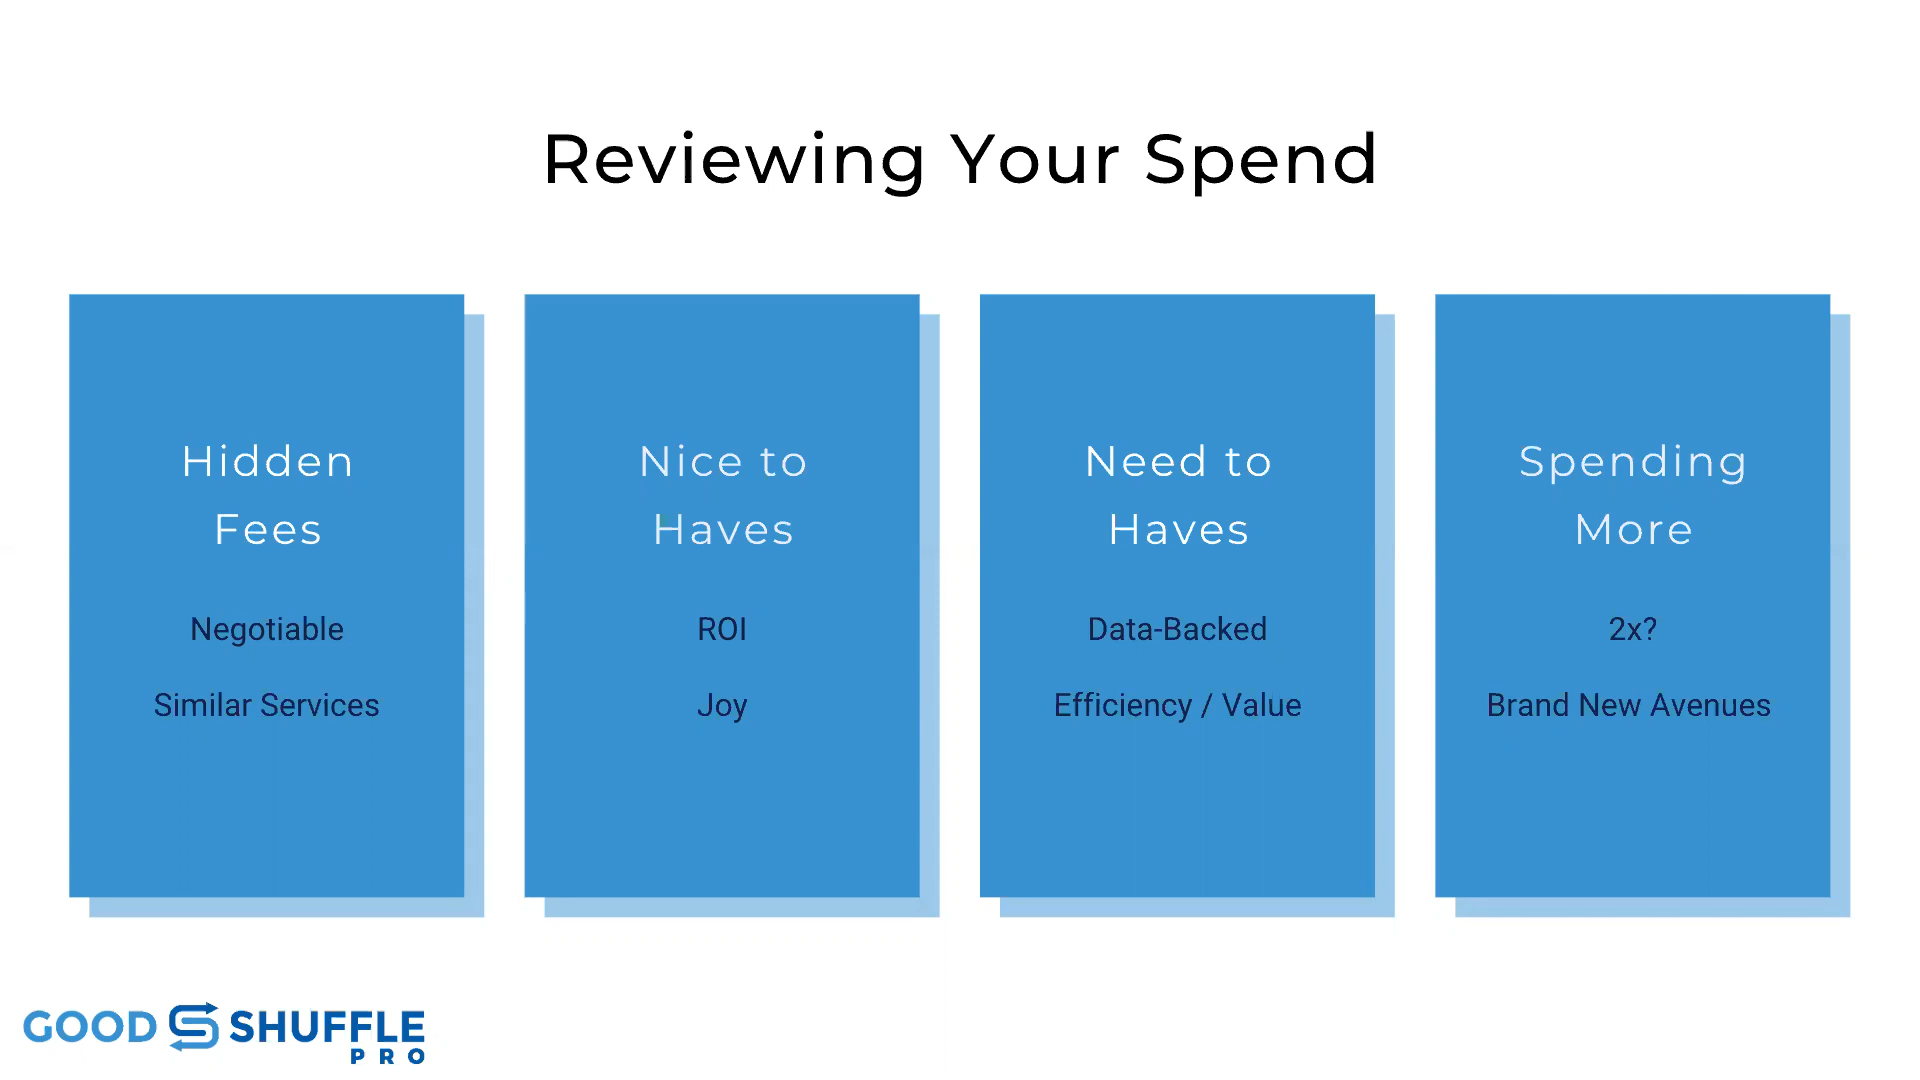 Reviewing Your Spend
Hidden
Fees
Negotiable
Similar Services
Nice to
Haves
ROI
Joy
Need to
Haves
Data-Backed
Efficiency / Value
Spending
More
2x?
Brand New Avenues
GOOD SHUFFLE
PRO